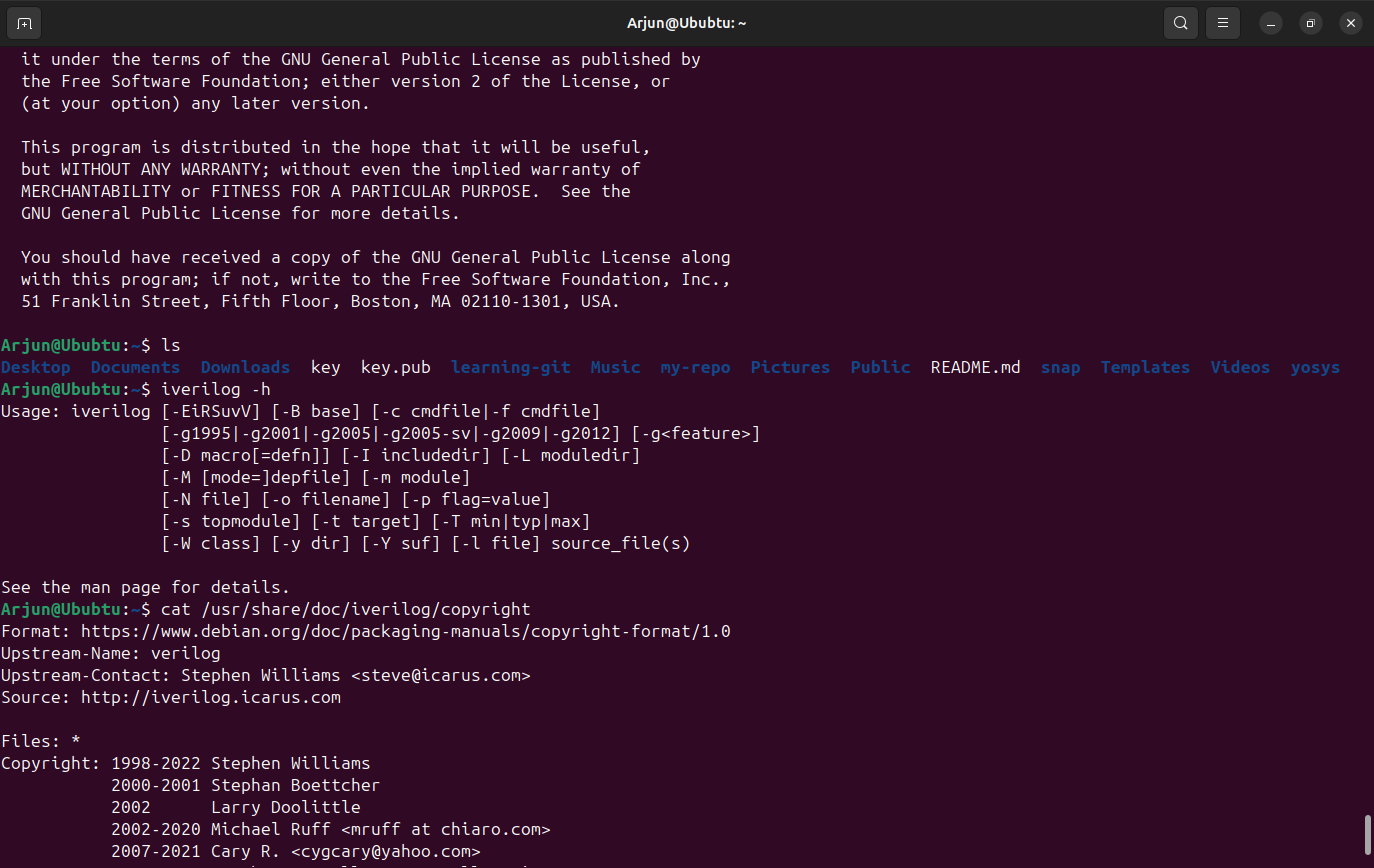 Arjun@Ububtu: ~
it under the terms of the GNU General Public License as published by
the Free Software Foundation; either version 2 of the License, or
(at your option) any later version.
This program is distributed in the hope that it will be useful,
but WITHOUT ANY WARRANTY; without even the implied warranty of
MERCHANTABILITY or FITNESS FOR A PARTICULAR PURPOSE.  See the
GNU General Public License for more details.
You should have received a copy of the GNU General Public License along
with this program; if not, write to the Free Software Foundation, Inc.,
51 Franklin Street, Fifth Floor, Boston, MA 02110-1301, USA.
Arjun@Ububtu:~$ ls
Desktop  Documents  Downloads  key  key.pub  learning-git  Music  my-repo  Pictures  Public  README.md  snap  Templates  Videos  yosys
Arjun@Ububtu:~$ iverilog -h
Usage: iverilog [-EiRSuvV] [-B base] [-c cmdfile|-f cmdfile]
[-g1995|-g2001|-g2005|-g2005-sv|-g2009|-g2012] [-g<feature>]
[-D macro[=defn]] [-I includedir] [-L moduledir]
[-M [mode=]depfile] [-m module]
[-N file] [-o filename] [-p flag=value]
[-s topmodule] [-t target] [-T min|typ|max]
[-W class] [-y dir] [-Y suf] [-l file] source_file(s)
See the man page for details.
Arjun@Ububtu:~$ cat /usr/share/doc/iverilog/copyright
Format: https://www.debian.org/doc/packaging-manuals/copyright-format/1.0
Upstream-Name: verilog
Upstream-Contact: Stephen Williams <steve@icarus.com>
Source: http://iverilog.icarus.com
Files: *
Copyright: 1998-2022 Stephen Williams
2000-2001 Stephan Boettcher
2002      Larry Doolittle
2002-2020 Michael Ruff <mruff at chiaro.com>
2007-2021 Cary R. <cygcary@yahoo.com>